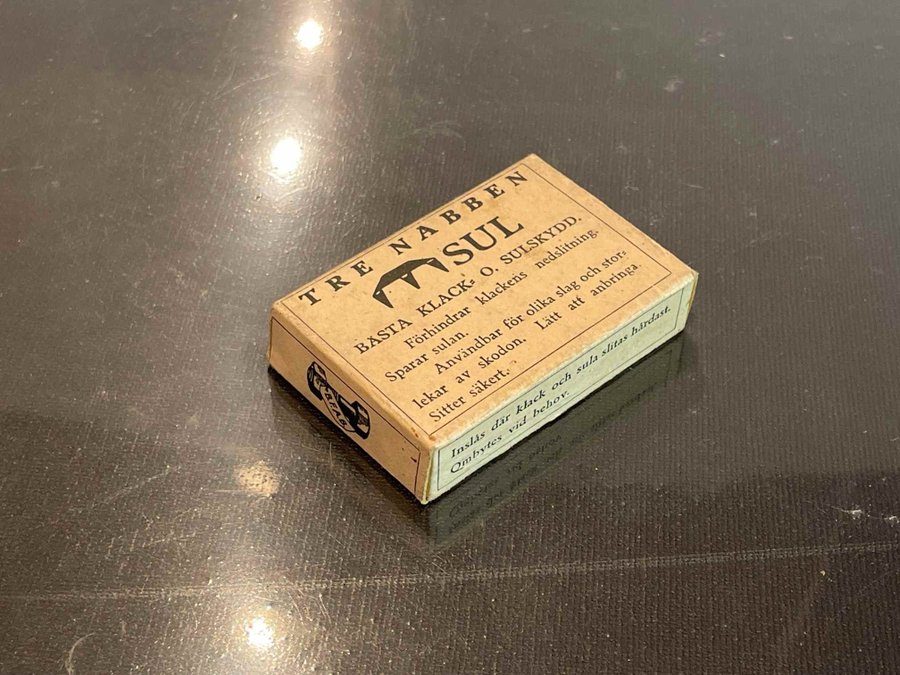 TRE NABBEN
SUL
BÄSTA KLACK= O. SULSKYDD.
Förhindrar klackens nedslitning.
Sparar sulan.
Användbar för olika slag och stor=
lekar av skodon. Lätt att anbringa.
Sitter säkert.
Inslås där klack och sula slitas hårdast.
Ombytes vid behov.